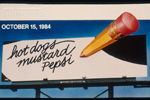 OCTOBER 15, 1984
hot dogs
mustard
Pepsi